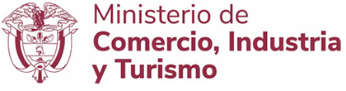 Ministerio de
Comercio, Industria
y Turismo